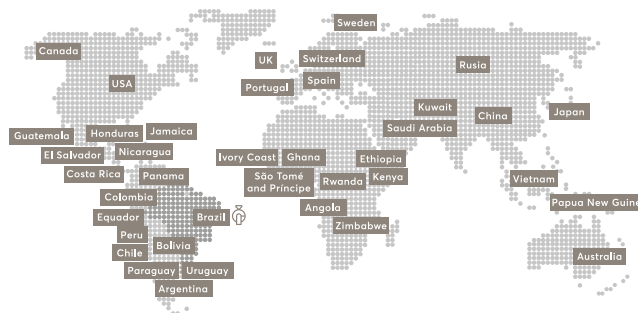 Sweden
Canada
UK
Switzerland
Rusia
USA
Spain
Portugal
Kuwait
China
Japan
Guatemala
Honduras
Jamaica
Saudi Arabia
El Salvador
Nicaragua
Ivory Coast
Ghana
Ethiopia
Costa Rica
Panama
São Tomé
and Príncipe
Rwanda
Kenya
Vietnam
Colombia
Papua New Guine
Equador
Brazil
Angola
Peru
Zimbabwe
Chile
Bolivia
Australia
Paraguay
Uruguay
Argentina